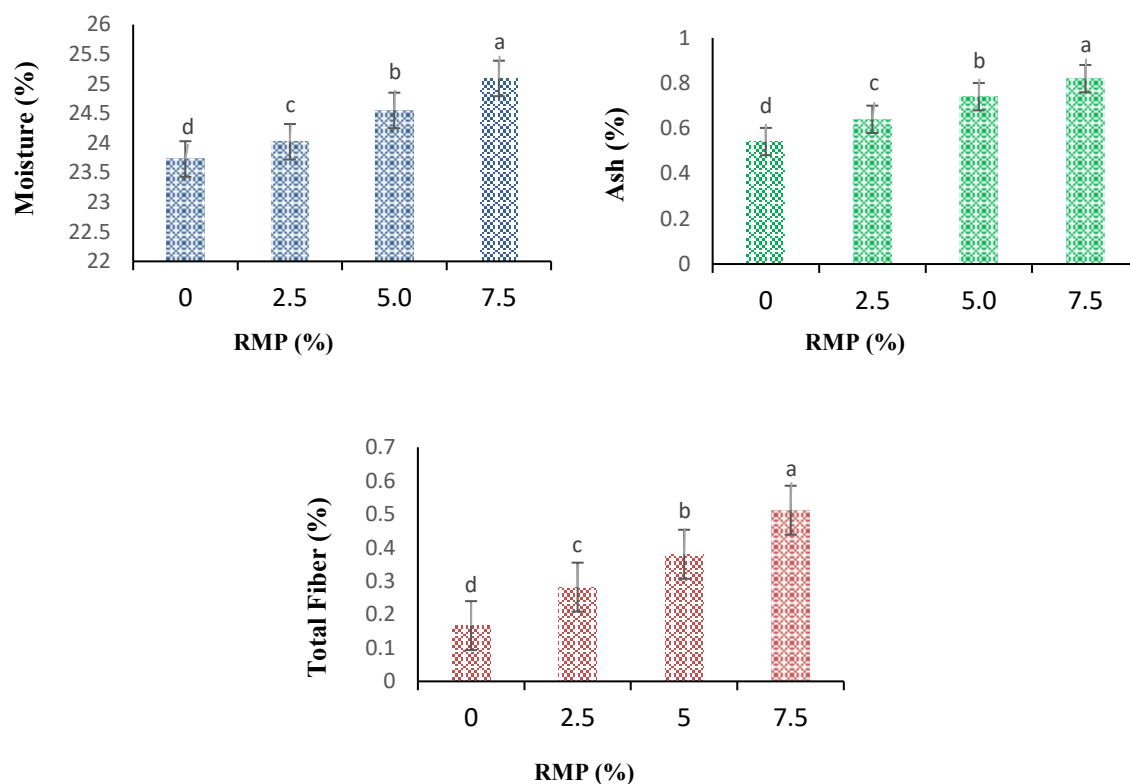 Moisture (%)
26
25.5
25
24.5
24
23.5
23
22.5
22
d
c
b
a
0 2.5 5.0 7.5
RMP (%)
Ash (%)
1
0.8
0.6
0.4
0.2
0
d
c
b
a
0 2.5 5.0 7.5
RMP (%)
Total Fiber (%)
0.7
0.6
0.5
0.4
0.3
0.2
0.1
0
d
c
b
a
0 2.5 5 7.5
RMP (%)